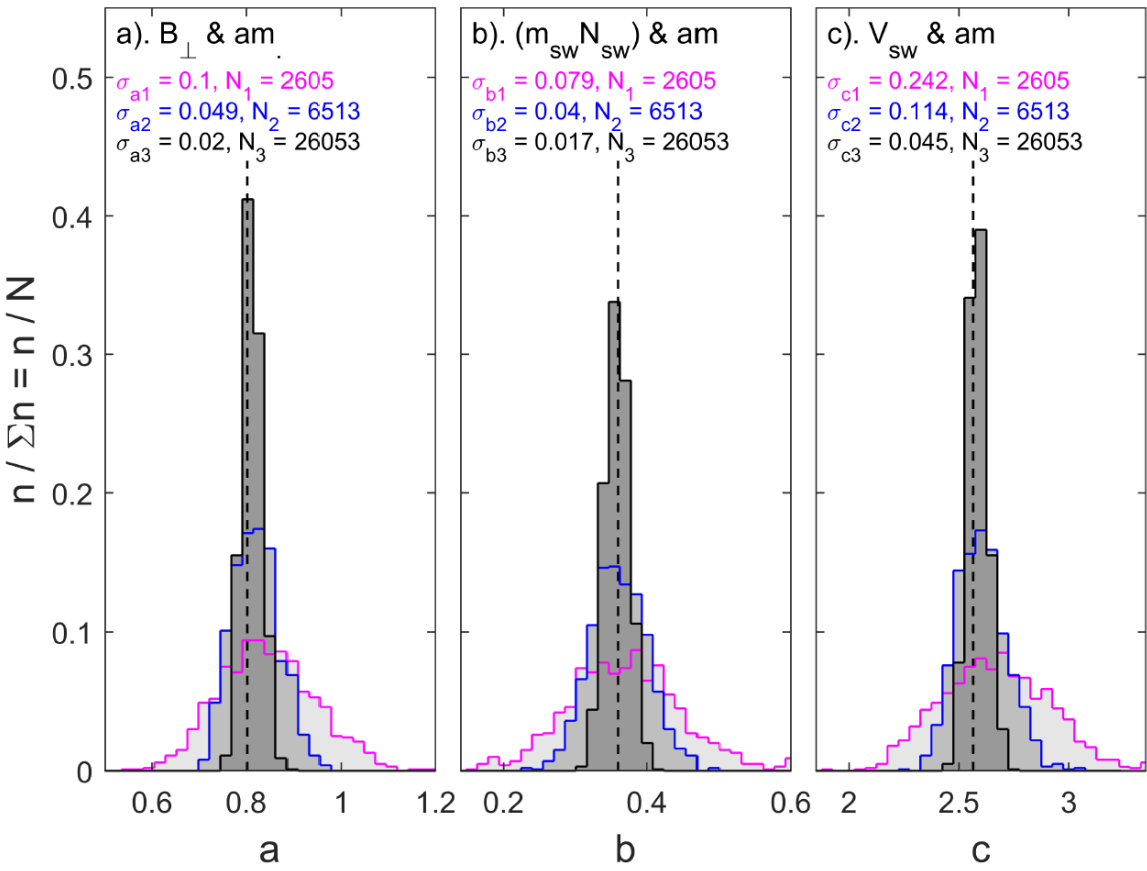 a). B⊥ & am .
σa1 = 0.1, N1 = 2605
σa2 = 0.049, N2 = 6513
σa3 = 0.02, N3 = 26053
b). (mswNsw) & am
σb1 = 0.079, N1 = 2605
σb2 = 0.04, N2 = 6513
σb3 = 0.017, N3 = 26053
c). Vsw & am
σc1 = 0.242, N1 = 2605
σc2 = 0.114, N2 = 6513
σc3 = 0.045, N3 = 26053
n / Σn = n / N
0.5
0.4
0.3
0.2
0.1
0
0.6 0.8 1 1.2
0.2 0.4 0.6
2 2.5 3
a
b
c